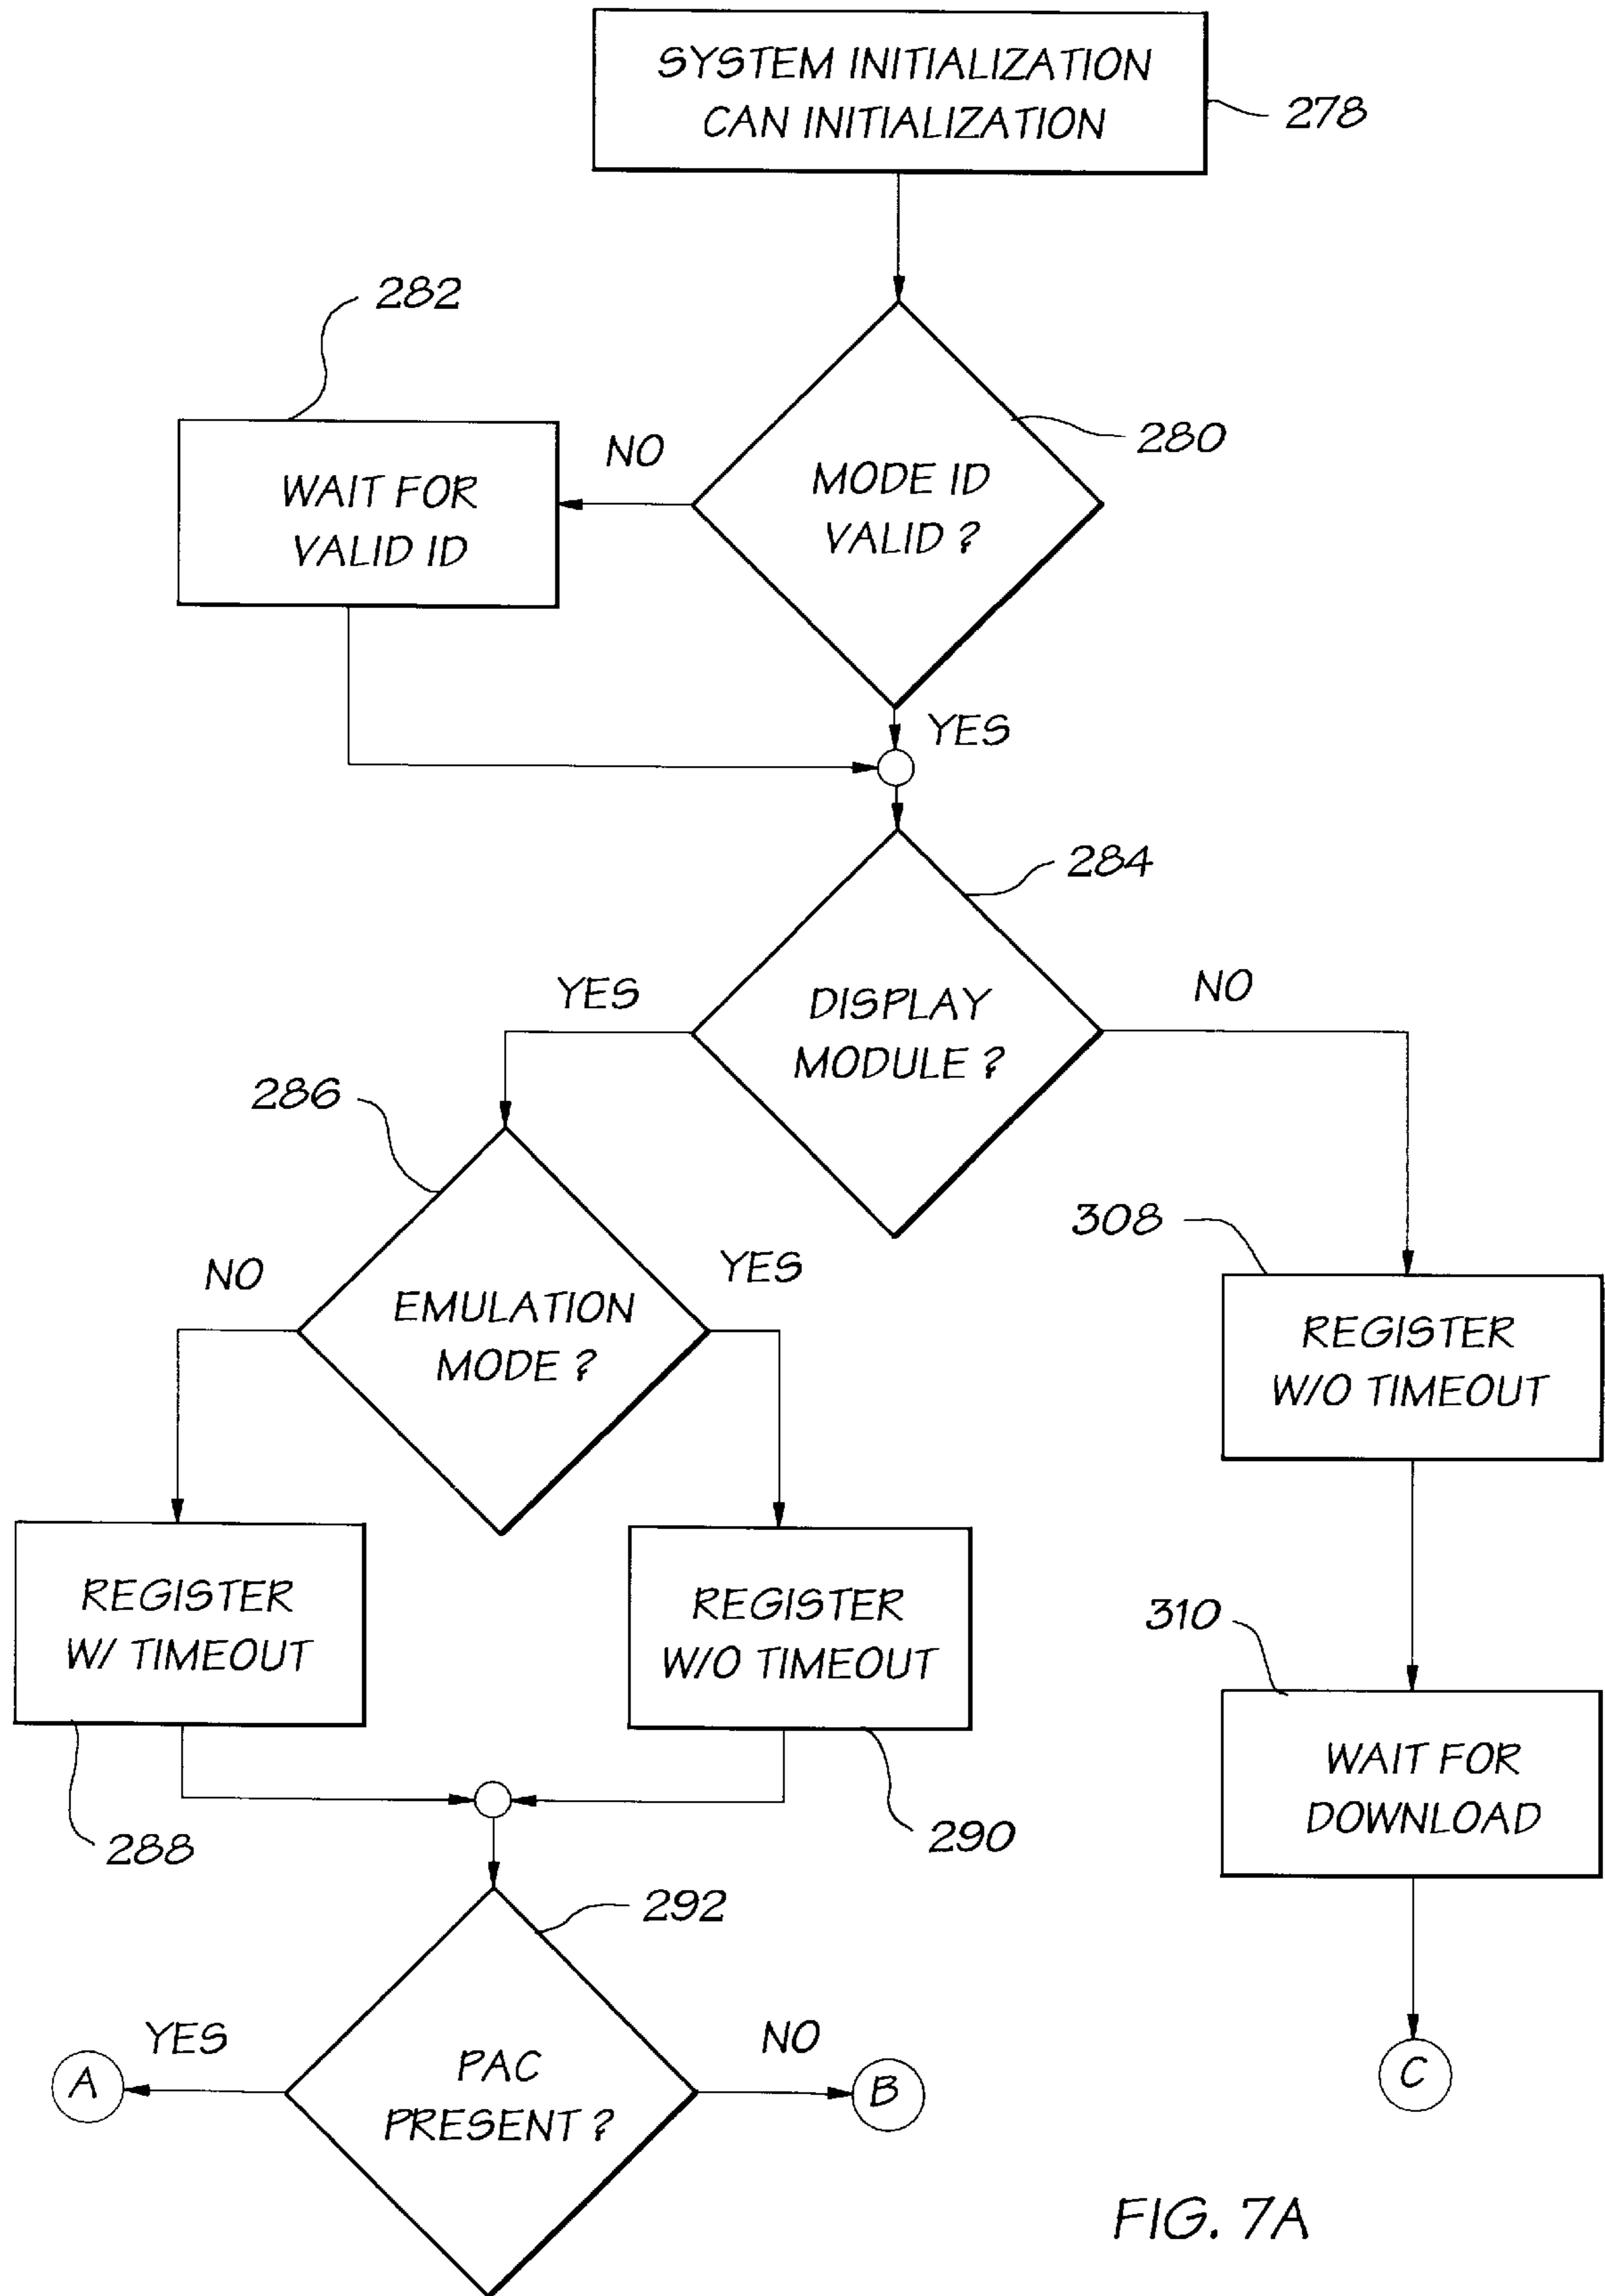 SYSTEM INITIALIZATION
CAN INITIALIZATION
278
282
280
NO
MODE ID
VALID ?
WAIT FOR
VALID ID
YES
284
YES
DISPLAY
MODULE ?
NO
286
308
NO
YES
EMULATION
MODE ?
REGISTER
W/O TIMEOUT
REGISTER
W/ TIMEOUT
REGISTER
W/O TIMEOUT
310
WAIT FOR
DOWNLOAD
288
290
292
YES
NO
A
PAC
PRESENT ?
B
C
FIG. 7A